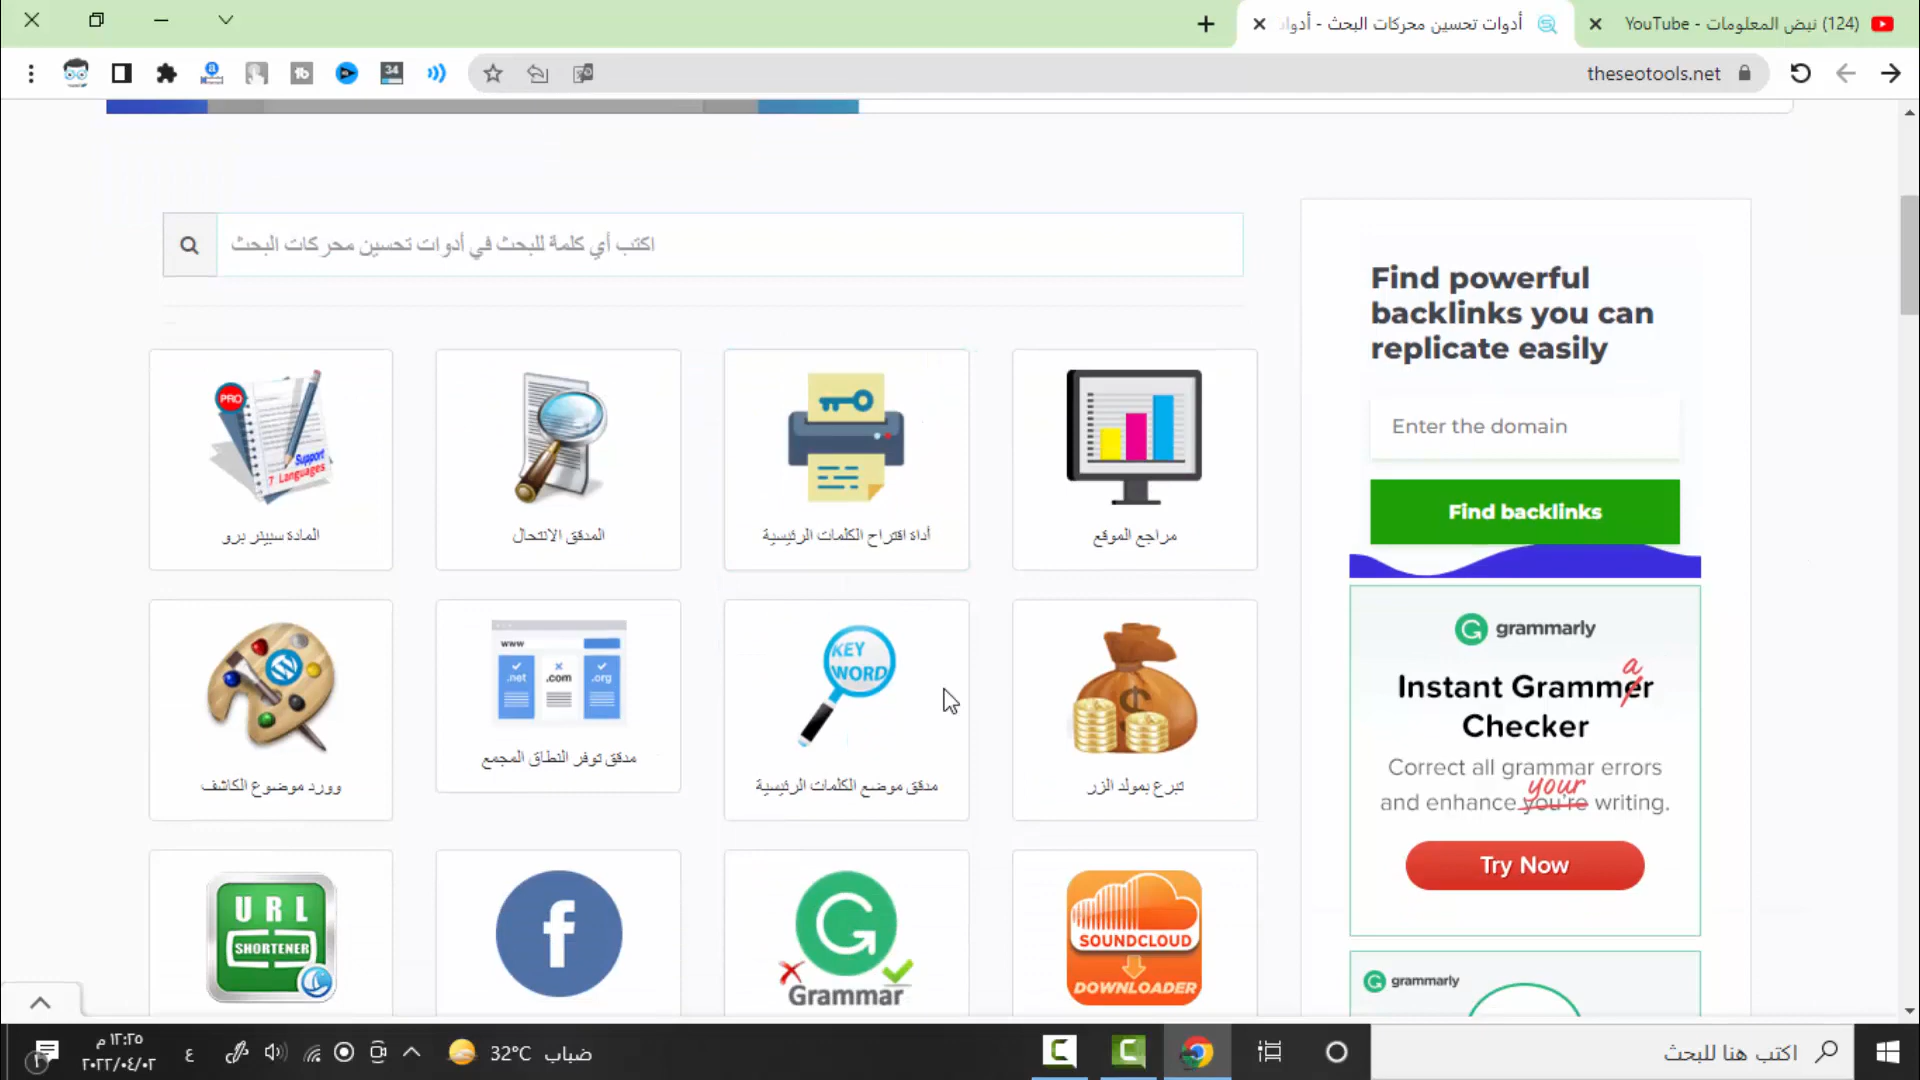 (124) نبض المعلومات - YouTube
أدوات تحسين محركات البحث - أدوا
theseotools.net
34
اكتب أي كلمة للبحث في أدوات تحسين محركات البحث
Find powerful
backlinks you can
replicate easily
Enter the domain
Find backlinks
PRO
Support
7 Languages
المادة سبينر برو
المدقق الانتحال
أداة اقتراح الكلمات الرئيسية
مراجع الموقع
وورد موضوع الكاشف
www
.net
.com
.org
مدقق توفر النطاق المجمع
KEY
WORD
مدقق موضع الكلمات الرئيسية
تبرع بمولد الزر
grammarly
Instant Grammer
a
Checker
Correct all grammar errors
your
and enhance you're writing.
Try Now
URL
SHORTENER
f
Grammar
SOUNDCLOUD
DOWNLOADER
grammarly
١٢:٢٥ م
٢٠٢٢/٠٤/٠٢
ع
32°C ضباب
اكتب هنا للبحث